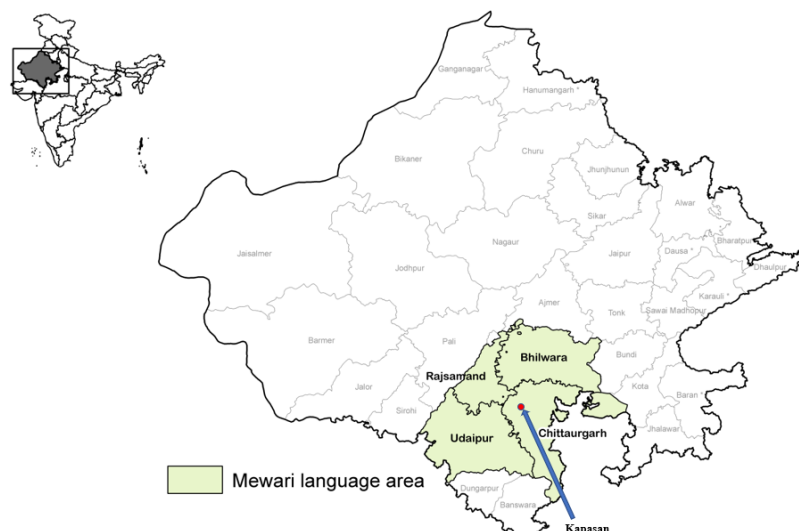 Ganganagar
Hanumangarh *
Bikaner
Churu
Jhunjhunun
Sikar
Alwar
Jaisalmer
Jodhpur
Nagaur
Jaipur
Dausa *
Bharatpur
Dhaulpur
Karauli *
Barmer
Pali
Ajmer
Tonk
Sawai Madhopur
Jalor
Sirohi
Rajsamand
Bhilwara
Bundi
Kota
Baran *
Jhalawar
Udaipur
Chittaurgarh
Mewari language area
Dungarpur
Banswara
Kapasan